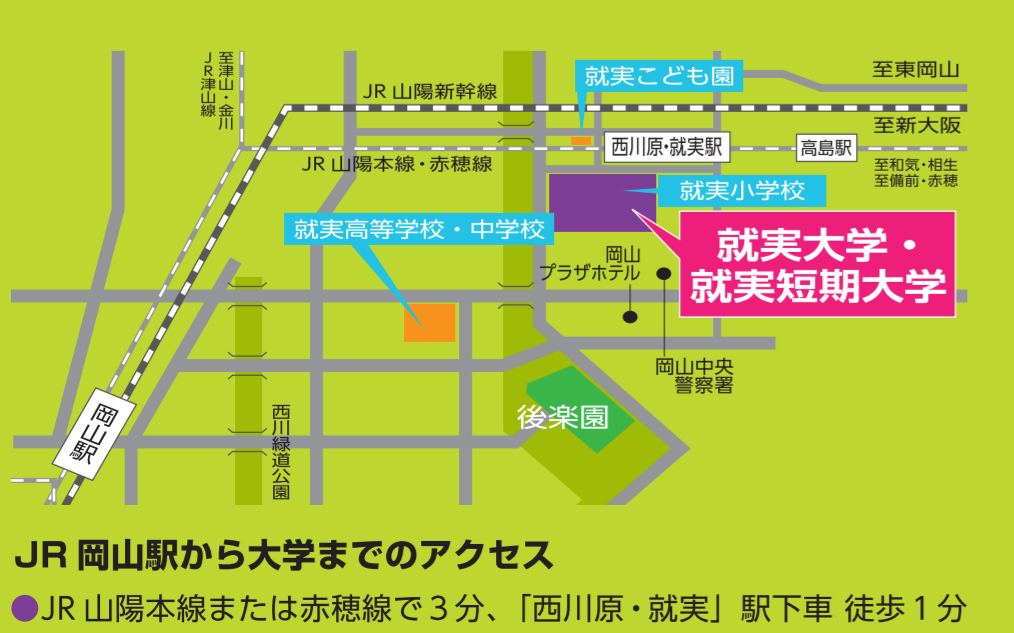 至津山・金川
JR津山線
JR 山陽新幹線
就実こども園
至東岡山
至新大阪
JR 山陽本線・赤穂線
西川原・就実駅
高島駅
至和気・相生
至備前・赤穂
就実小学校
就実高等学校・中学校
就実大学・
就実短期大学
岡山
プラザホテル
岡山中央
警察署
岡山駅
西川緑道公園
後楽園
JR 岡山駅から大学までのアクセス
●JR 山陽本線または赤穂線で3分、「西川原・就実」駅下車 徒歩1分